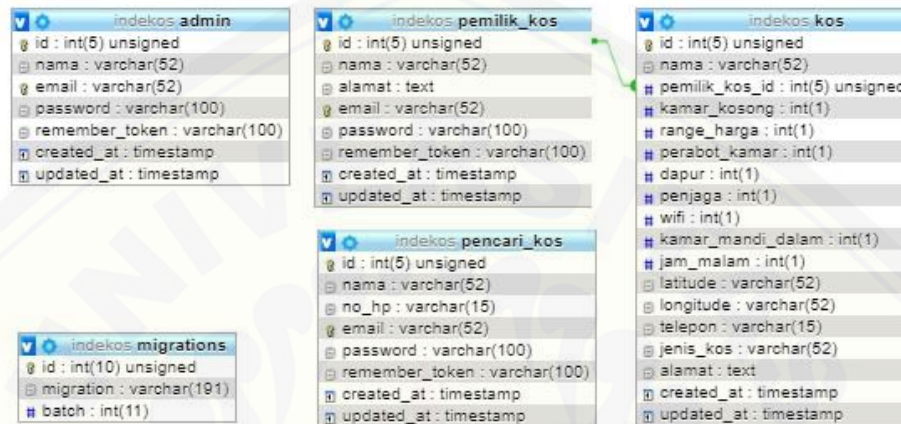 indekos admin
id : int(5) unsigned
nama : varchar(52)
email : varchar(52)
password : varchar(100)
remember_token : varchar(100)
created_at : timestamp
updated_at : timestamp
indekos pemilik_kos
id : int(5) unsigned
nama : varchar(52)
alamat : text
email : varchar(52)
password : varchar(100)
remember_token : varchar(100)
created_at : timestamp
updated_at : timestamp
indekos kos
id : int(5) unsigned
nama : varchar(52)
pemilik_kos_id : int(5) unsigned
kamar_kosong : int(1)
range_harga : int(1)
perabot_kamar : int(1)
dapur : int(1)
penjaga : int(1)
wifi : int(1)
kamar_mandi_dalam : int(1)
jam_malam : int(1)
latitude : varchar(52)
longitude : varchar(52)
telepon : varchar(15)
jenis_kos : varchar(52)
alamat : text
created_at : timestamp
updated_at : timestamp
indekos pencari_kos
id : int(5) unsigned
nama : varchar(52)
no_hp : varchar(15)
email : varchar(52)
password : varchar(100)
remember_token : varchar(100)
created_at : timestamp
updated_at : timestamp
indekos migrations
id : int(10) unsigned
migration : varchar(191)
batch : int(11)